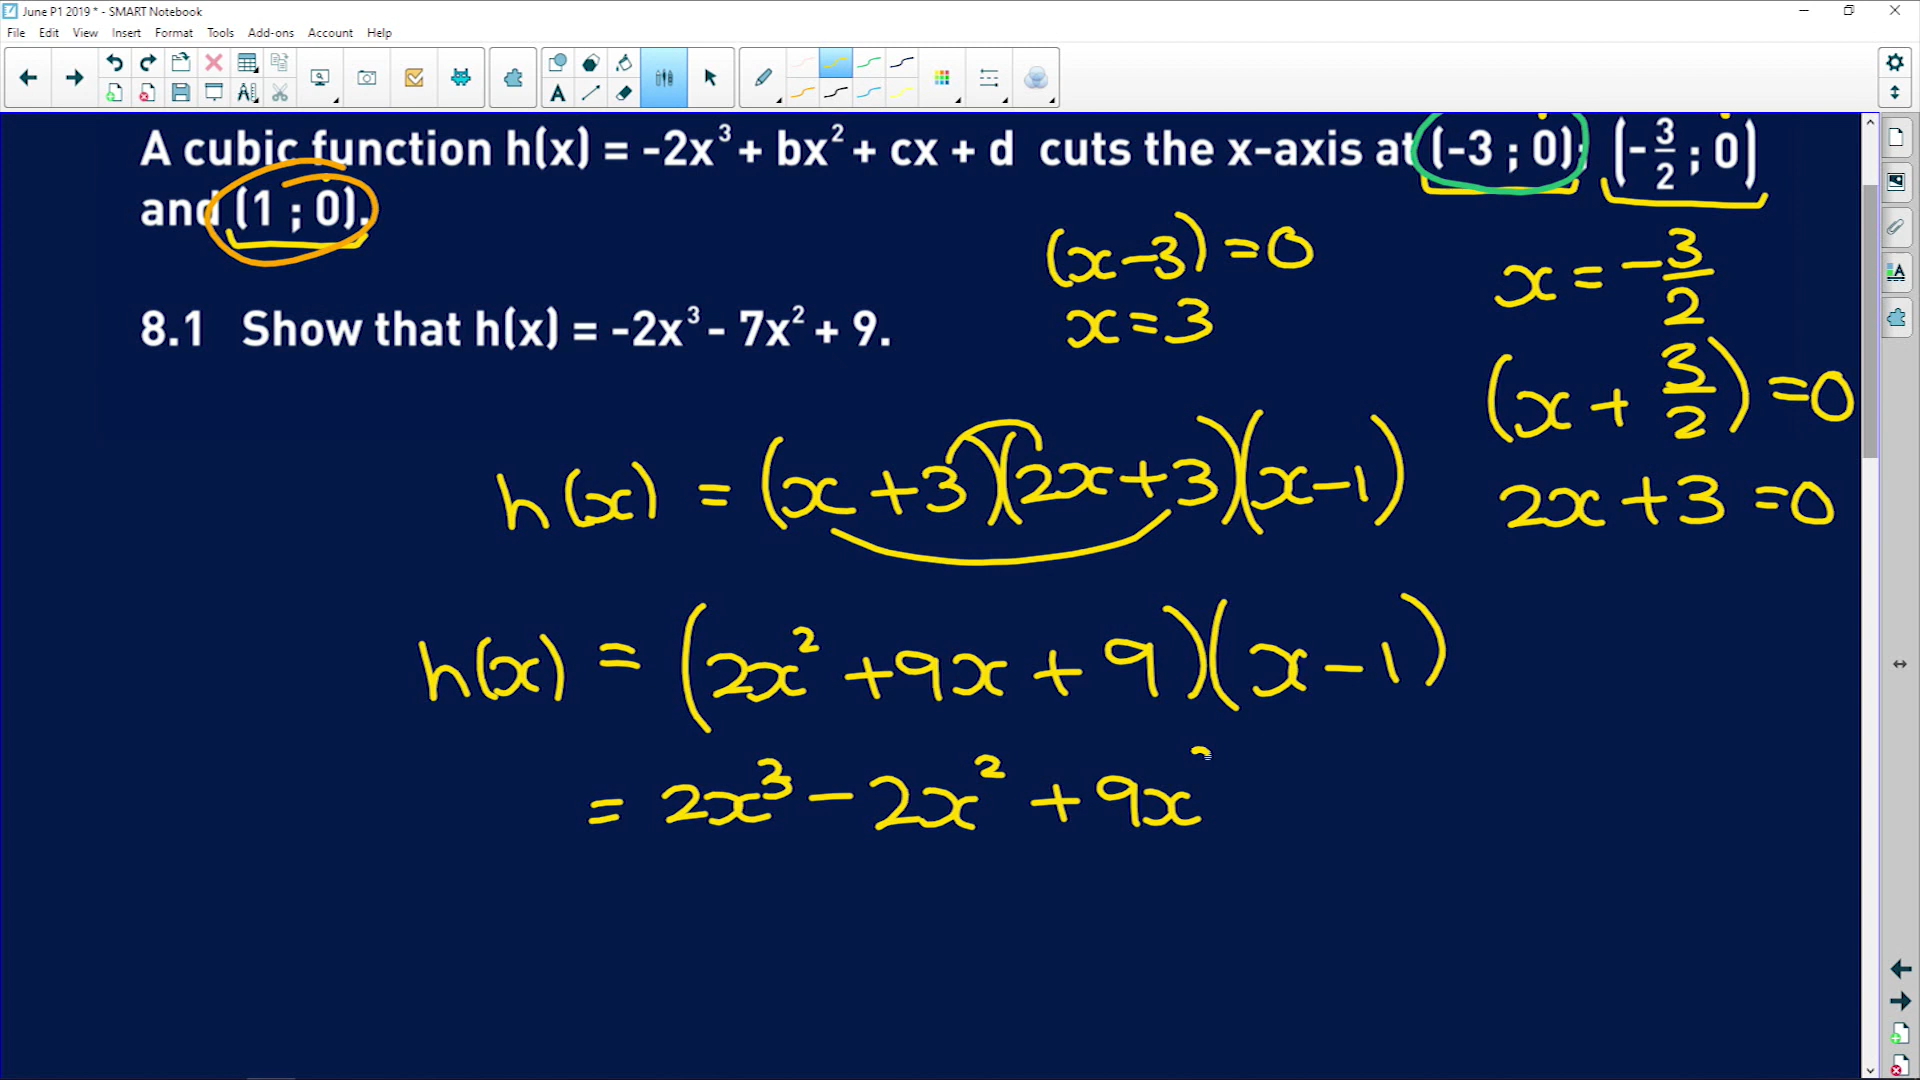 June P1 2019 * - SMART Notebook
File Edit View Insert Format Tools Add-ons Account Help
A cubic function h(x) = -2x³ + bx² + cx + d cuts the x-axis at (-3 ; 0); (-3/2 ; 0)
and (1 ; 0).
(x-3) = 0
x = 3
x = -3/2
8.1 Show that h(x) = -2x³ - 7x² + 9.
(x + 3/2) = 0
2x + 3 = 0
h(x) = (x + 3)(2x + 3)(x - 1)
h(x) = (2x² + 9x + 9)(x - 1)
= 2x³ - 2x² + 9x